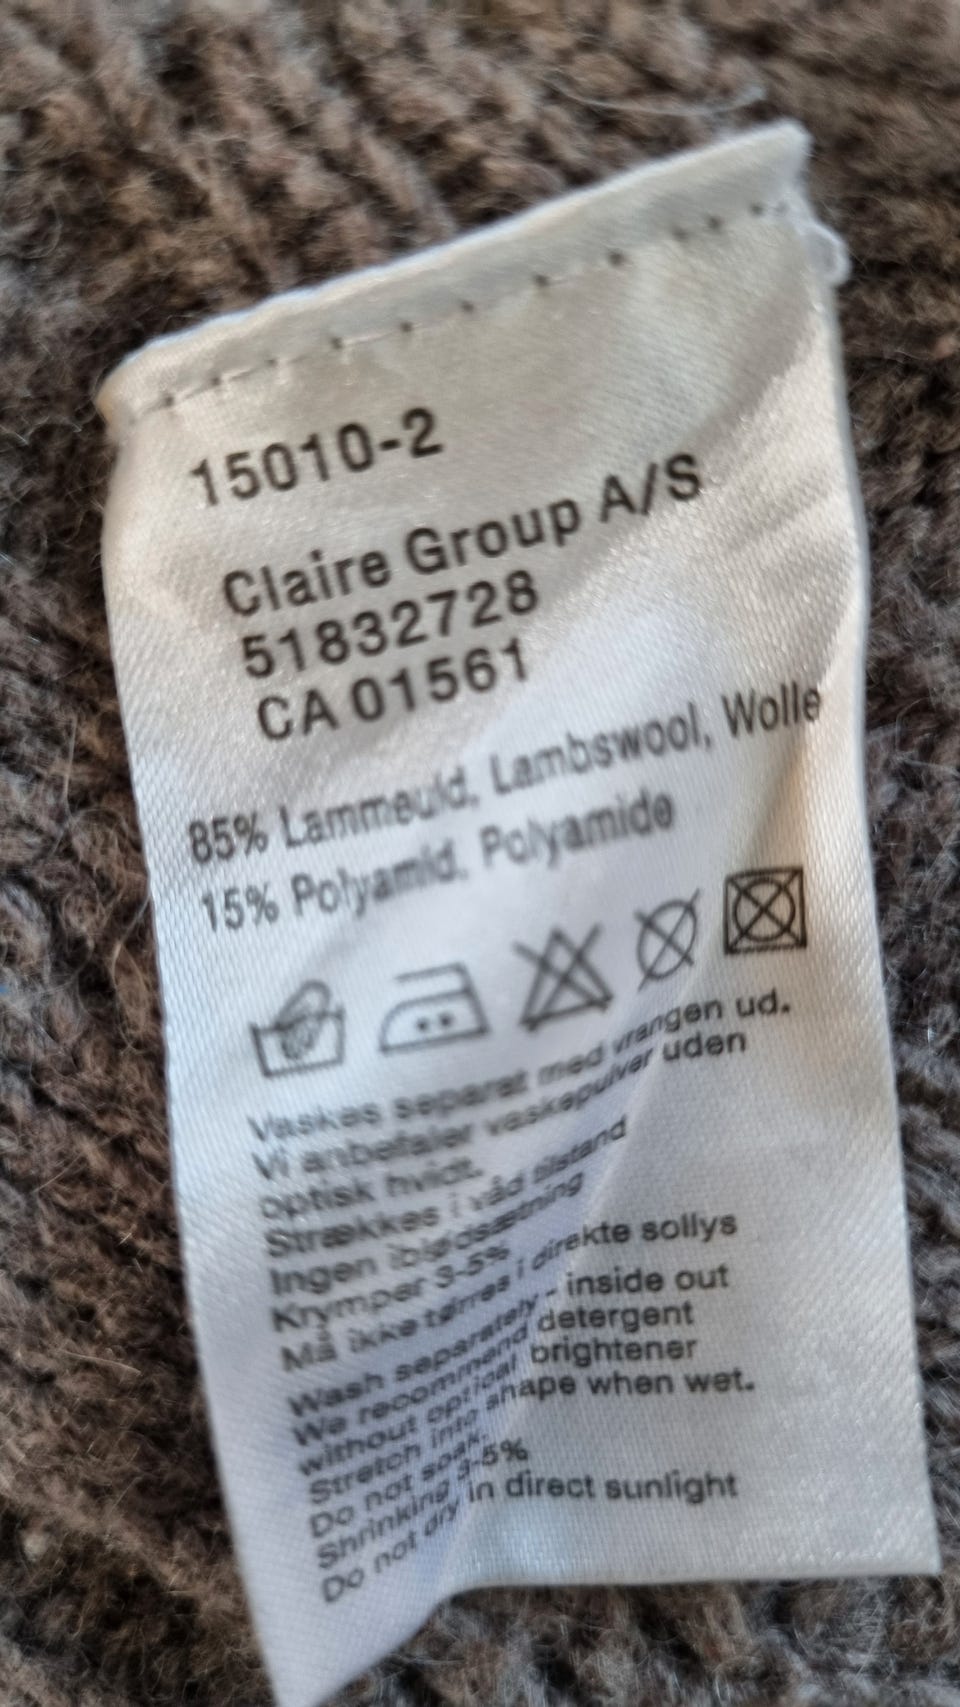 15010-2
Claire Group A/S
51832728
CA 01561
85% Lammeuld, Lambswool, Wolle
15% Polyamid, Polyamide
Vaskes separat med vrangen ud.
Vi anbefaler vaskepulver uden
optisk hvidt.
Strækkes i våd tilstand
Ingen iblødsætning
Krymper 3-5%
Må ikke tørres i direkte sollys
Wash separately - inside out
We recommend detergent
without optical brightener
Stretch into shape when wet.
Do not soak.
Shrinking 3-5%
Do not dry in direct sunlight